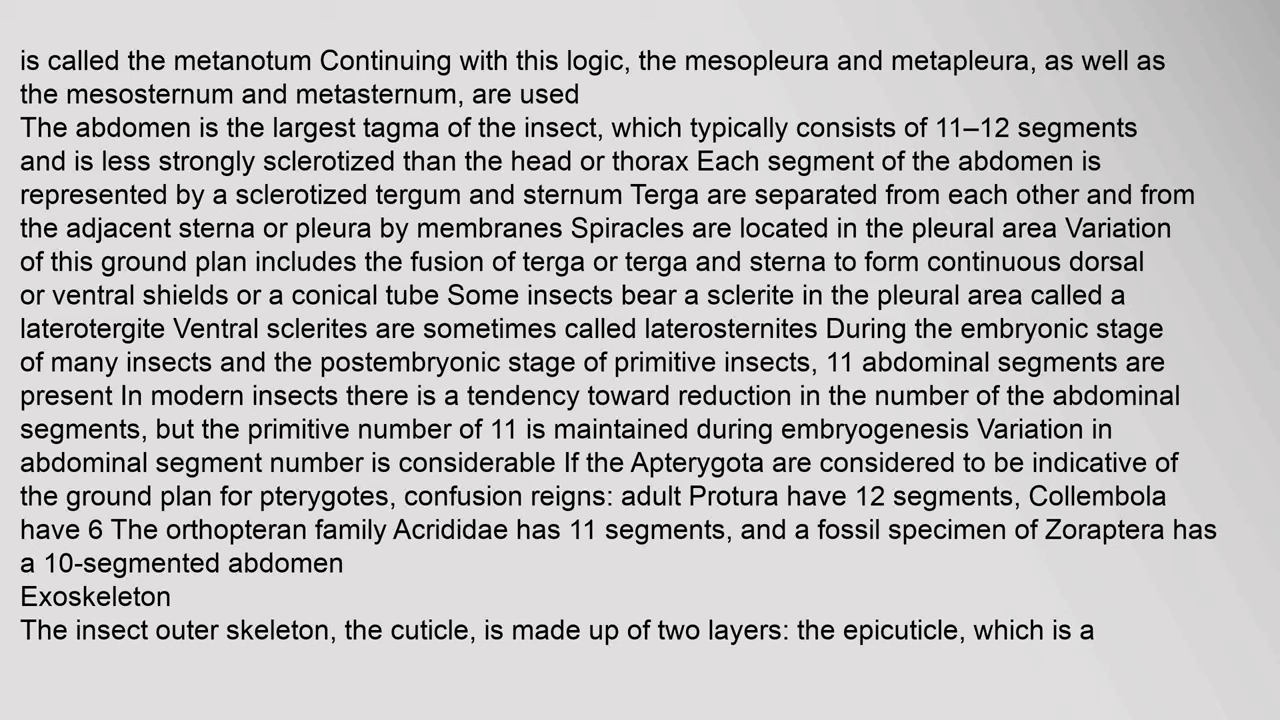 is called the metanotum Continuing with this logic, the mesopleura and metapleura, as well as
the mesosternum and metasternum, are used
The abdomen is the largest tagma of the insect, which typically consists of 11–12 segments
and is less strongly sclerotized than the head or thorax Each segment of the abdomen is
represented by a sclerotized tergum and sternum Terga are separated from each other and from
the adjacent sterna or pleura by membranes Spiracles are located in the pleural area Variation
of this ground plan includes the fusion of terga or terga and sterna to form continuous dorsal
or ventral shields or a conical tube Some insects bear a sclerite in the pleural area called a
laterotergite Ventral sclerites are sometimes called laterosternites During the embryonic stage
of many insects and the postembryonic stage of primitive insects, 11 abdominal segments are
present In modern insects there is a tendency toward reduction in the number of the abdominal
segments, but the primitive number of 11 is maintained during embryogenesis Variation in
abdominal segment number is considerable If the Apterygota are considered to be indicative of
the ground plan for pterygotes, confusion reigns: adult Protura have 12 segments, Collembola
have 6 The orthopteran family Acrididae has 11 segments, and a fossil specimen of Zoraptera has
a 10-segmented abdomen
Exoskeleton
The insect outer skeleton, the cuticle, is made up of two layers: the epicuticle, which is a